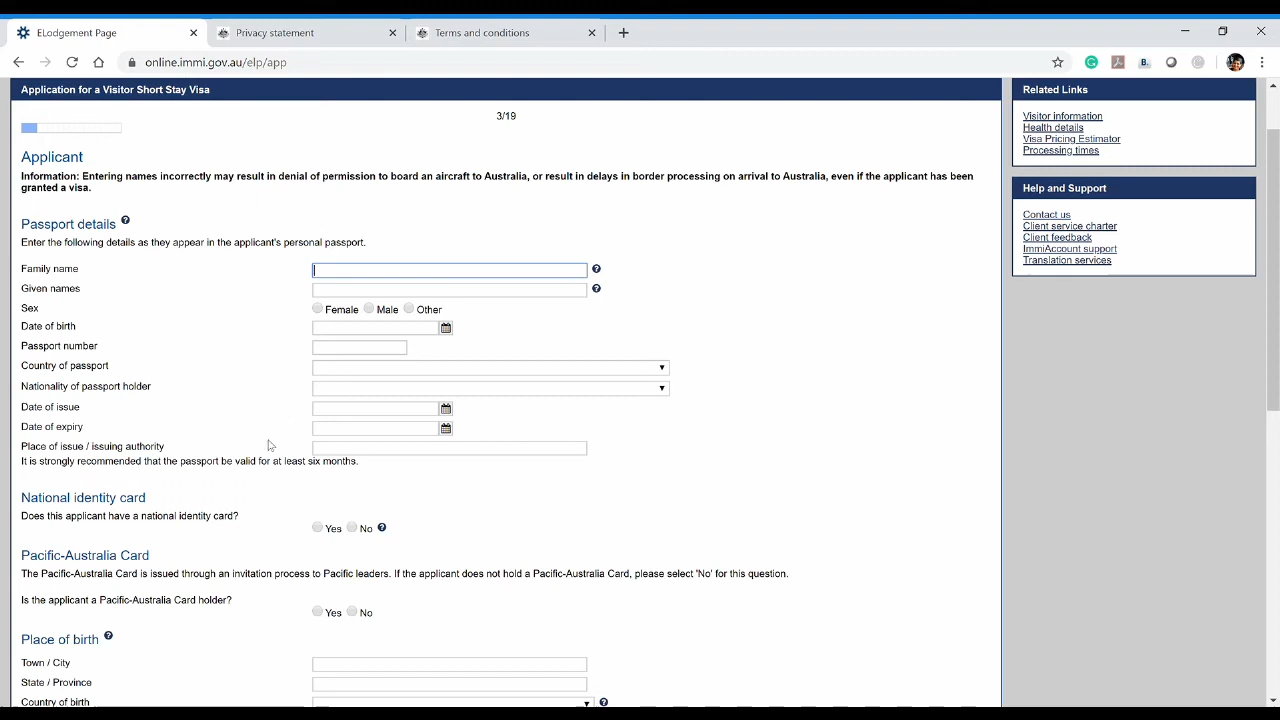 ELodgement Page
Privacy statement
Terms and conditions
online.immi.gov.au/elp/app
Application for a Visitor Short Stay Visa
3/19
Applicant
Information: Entering names incorrectly may result in denial of permission to board an aircraft to Australia, or result in delays in border processing on arrival to Australia, even if the applicant has been
granted a visa.
Passport details
Enter the following details as they appear in the applicant's personal passport.
Family name
Given names
Sex
Female Male Other
Date of birth
Passport number
Country of passport
Nationality of passport holder
Date of issue
Date of expiry
Place of issue / issuing authority
It is strongly recommended that the passport be valid for at least six months.
National identity card
Does this applicant have a national identity card?
Yes No
Pacific-Australia Card
The Pacific-Australia Card is issued through an invitation process to Pacific leaders. If the applicant does not hold a Pacific-Australia Card, please select 'No' for this question.
Is the applicant a Pacific-Australia Card holder?
Yes No
Place of birth
Town / City
State / Province
Country of birth
Related Links
Visitor information
Health details
Visa Pricing Estimator
Processing times
Help and Support
Contact us
Client service charter
Client feedback
ImmiAccount support
Translation services